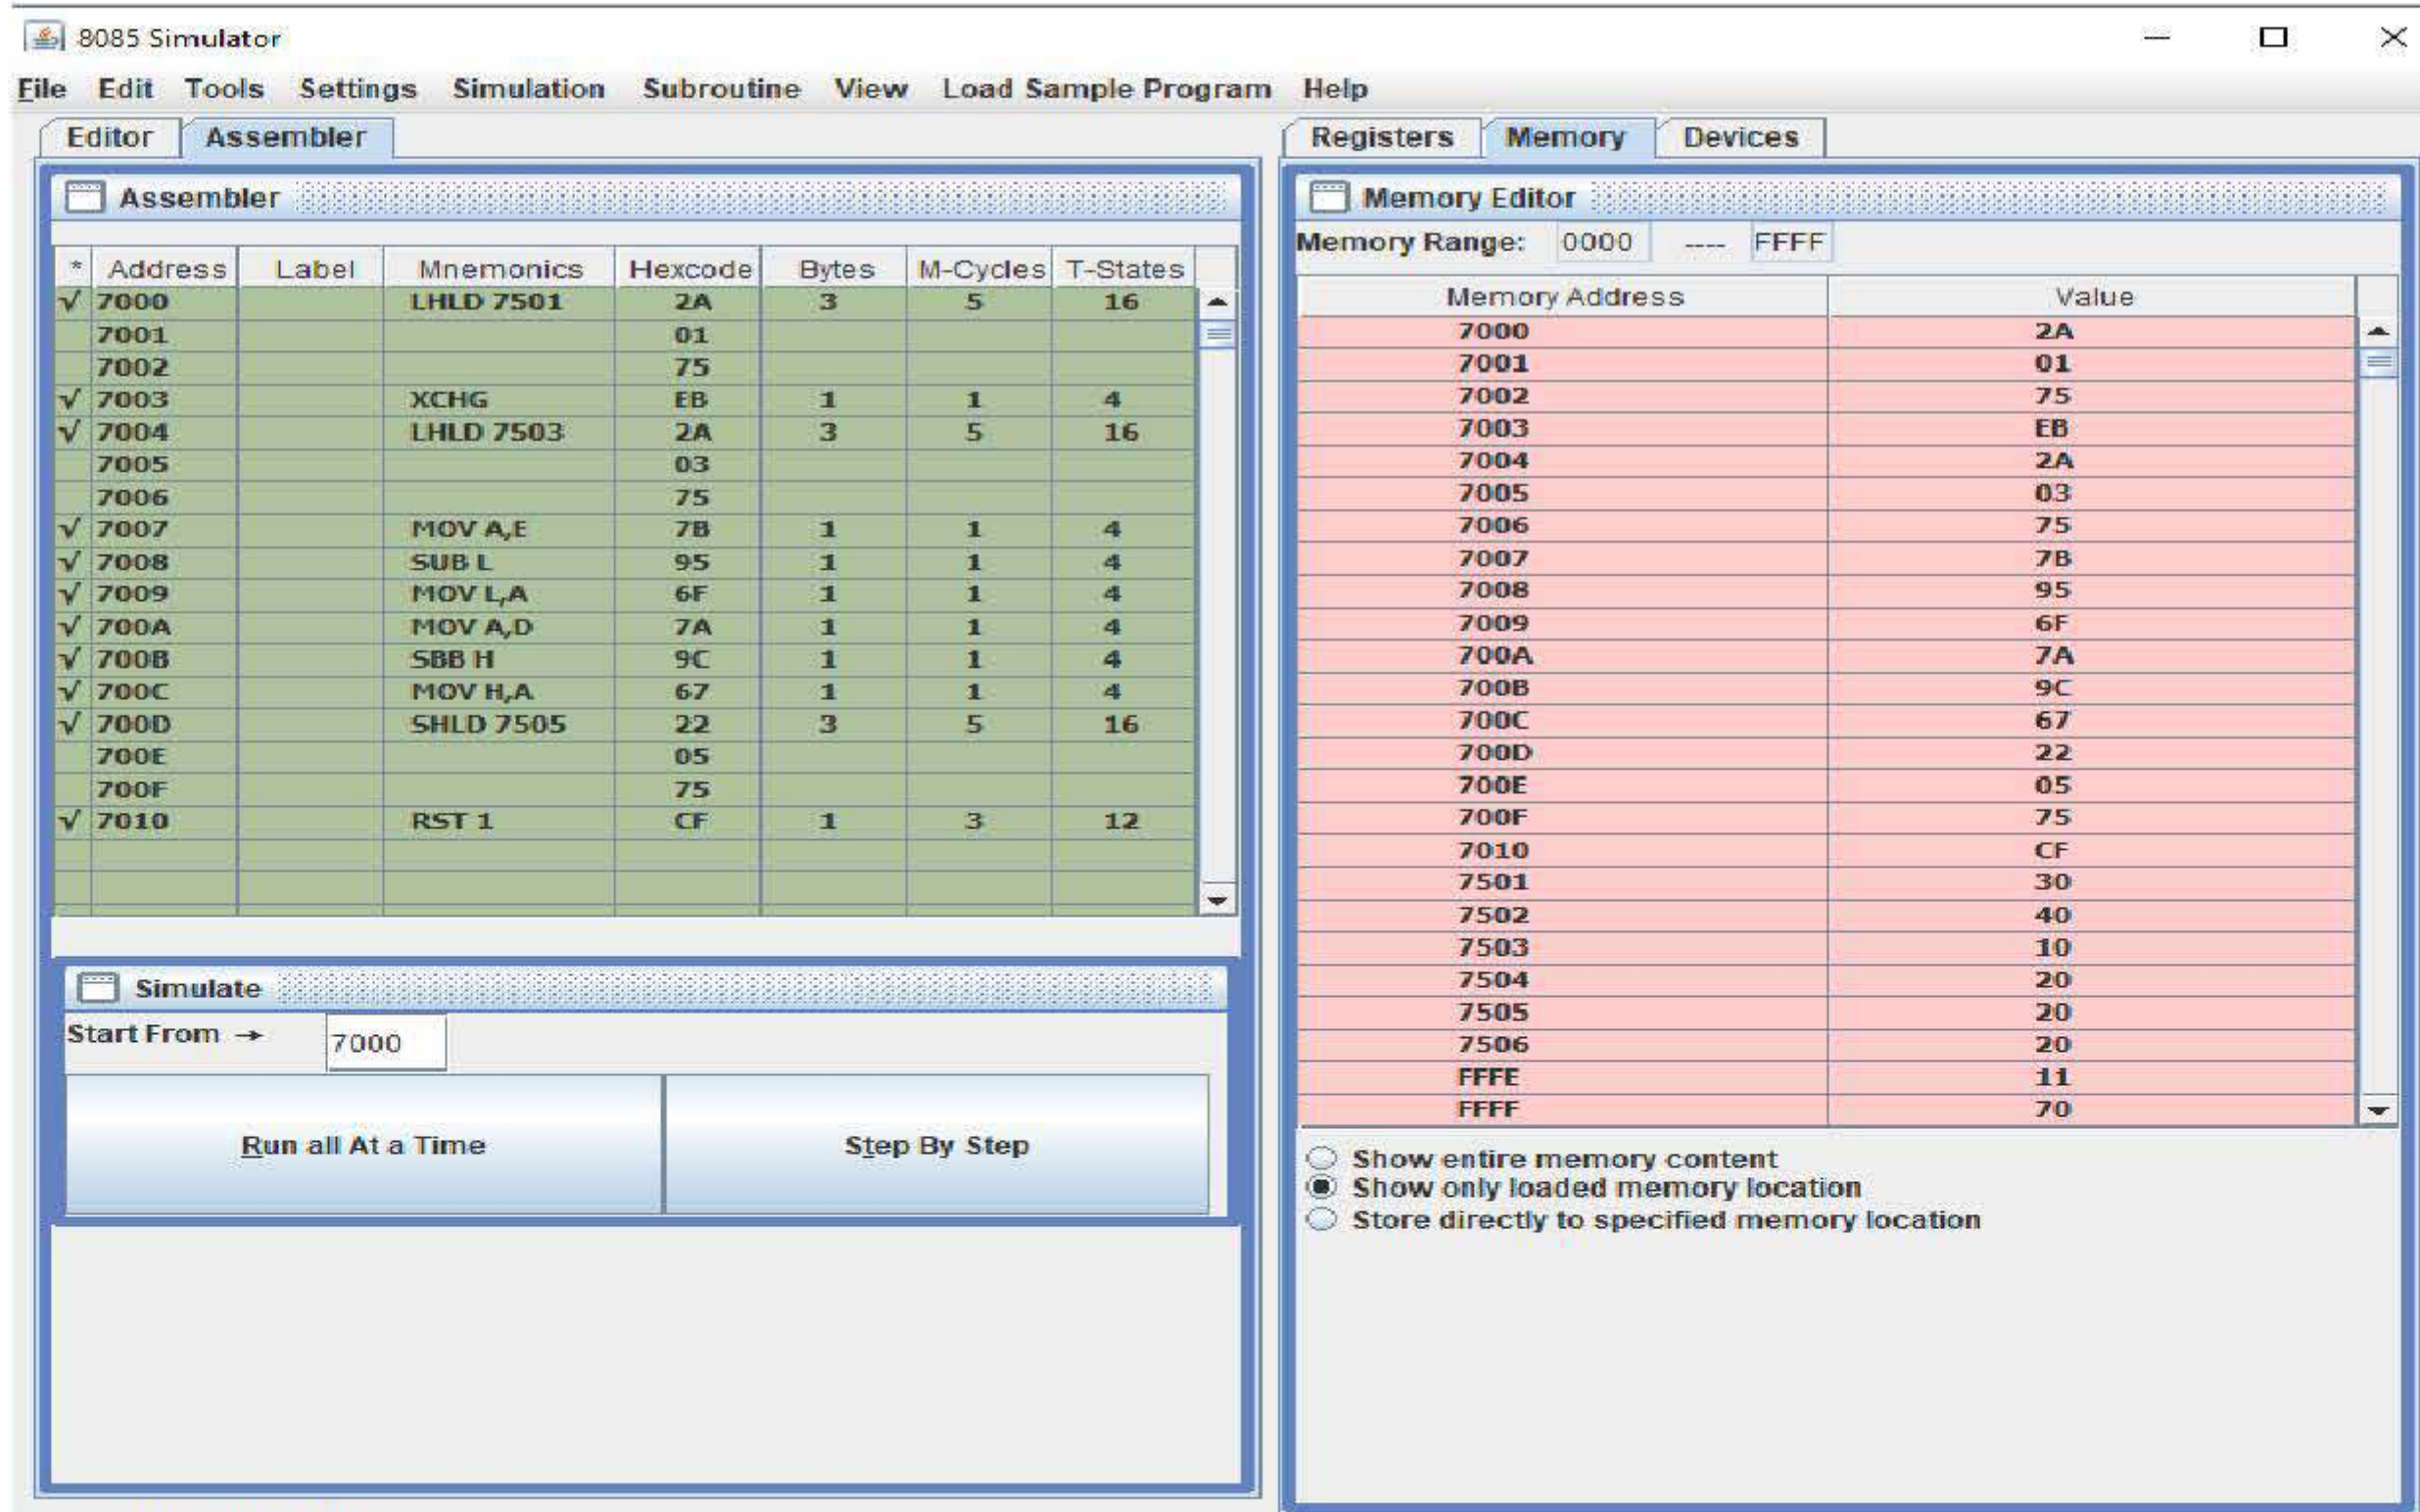 8085 Simulator
File Edit Tools Settings Simulation Subroutine View Load Sample Program Help
Editor Assembler
Assembler
* Address Label Mnemonics Hexcode Bytes M-Cycles T-States
√ 7000 LHLD 7501 2A 3 5 16
7001 01
7002 75
√ 7003 XCHG EB 1 1 4
√ 7004 LHLD 7503 2A 3 5 16
7005 03
7006 75
√ 7007 MOV A,E 7B 1 1 4
√ 7008 SUB L 95 1 1 4
√ 7009 MOV L,A 6F 1 1 4
√ 700A MOV A,D 7A 1 1 4
√ 700B SBB H 9C 1 1 4
√ 700C MOV H,A 67 1 1 4
√ 700D SHLD 7505 22 3 5 16
700E 05
700F 75
√ 7010 RST 1 CF 1 3 12
Simulate
Start From → 7000
Run all At a Time Step By Step
Registers Memory Devices
Memory Editor
Memory Range: 0000 ---- FFFF
Memory Address Value
7000 2A
7001 01
7002 75
7003 EB
7004 2A
7005 03
7006 75
7007 7B
7008 95
7009 6F
700A 7A
700B 9C
700C 67
700D 22
700E 05
700F 75
7010 CF
7501 30
7502 40
7503 10
7504 20
7505 20
7506 20
FFFE 11
FFFF 70
Show entire memory content
Show only loaded memory location
Store directly to specified memory location